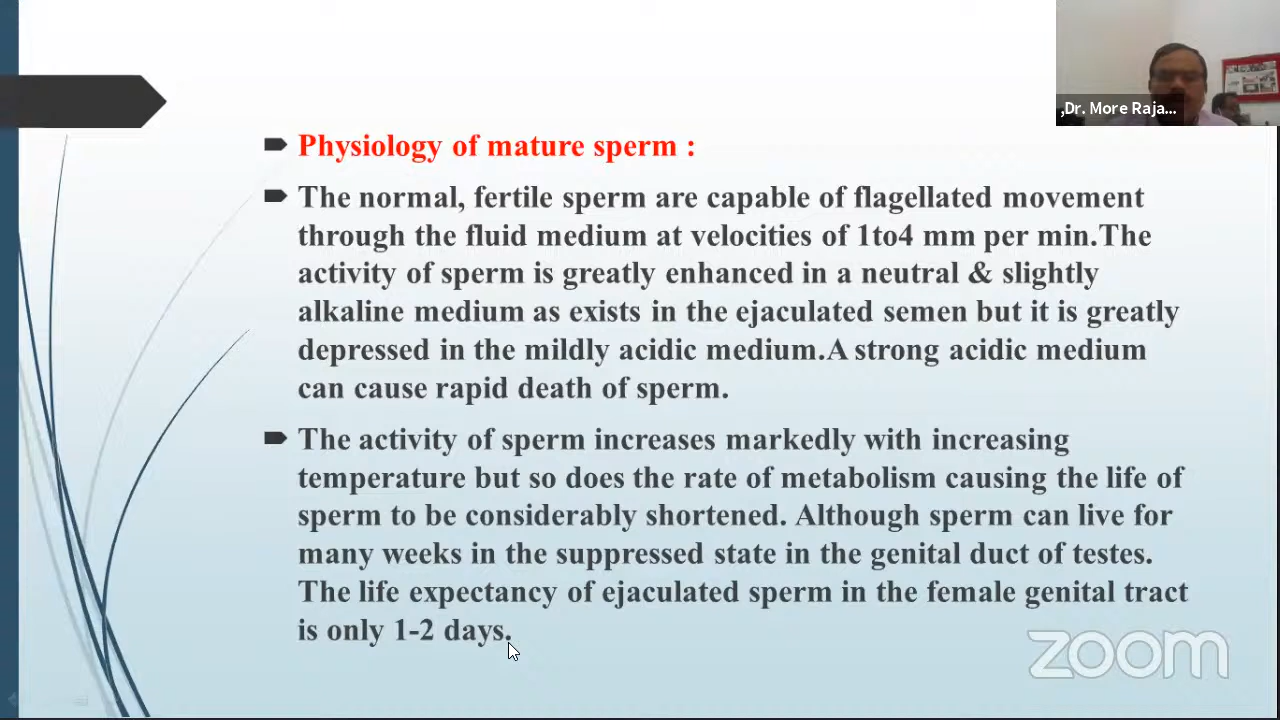 ,Dr. More Raja...
Physiology of mature sperm :
The normal, fertile sperm are capable of flagellated movement
through the fluid medium at velocities of 1to4 mm per min.The
activity of sperm is greatly enhanced in a neutral & slightly
alkaline medium as exists in the ejaculated semen but it is greatly
depressed in the mildly acidic medium.A strong acidic medium
can cause rapid death of sperm.
The activity of sperm increases markedly with increasing
temperature but so does the rate of metabolism causing the life of
sperm to be considerably shortened. Although sperm can live for
many weeks in the suppressed state in the genital duct of testes.
The life expectancy of ejaculated sperm in the female genital tract
is only 1-2 days.
zoom